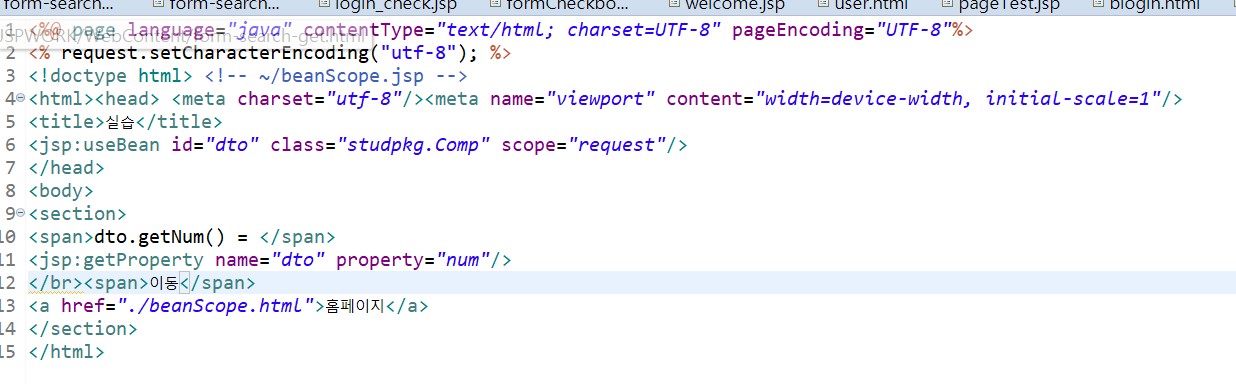 form-search... form-search... login_check.jsp formCheckbo... welcome.jsp user.html pageTest.jsp blogin.html
1 <%@ page language="java" contentType="text/html; charset=UTF-8" pageEncoding="UTF-8"%>
JSPWORK/WebContent/form-search-get.html
2 <% request.setCharacterEncoding("utf-8"); %>
3 <!doctype html> <!-- ~/beanScope.jsp -->
4 <html><head> <meta charset="utf-8"/><meta name="viewport" content="width=device-width, initial-scale=1"/>
5 <title>실습</title>
6 <jsp:useBean id="dto" class="studpkg.Comp" scope="request"/>
7 </head>
8 <body>
9 <section>
10 <span>dto.getNum() = </span>
11 <jsp:getProperty name="dto" property="num"/>
12 </br><span>이동</span>
13 <a href="./beanScope.html">홈페이지</a>
14 </section>
15 </html>